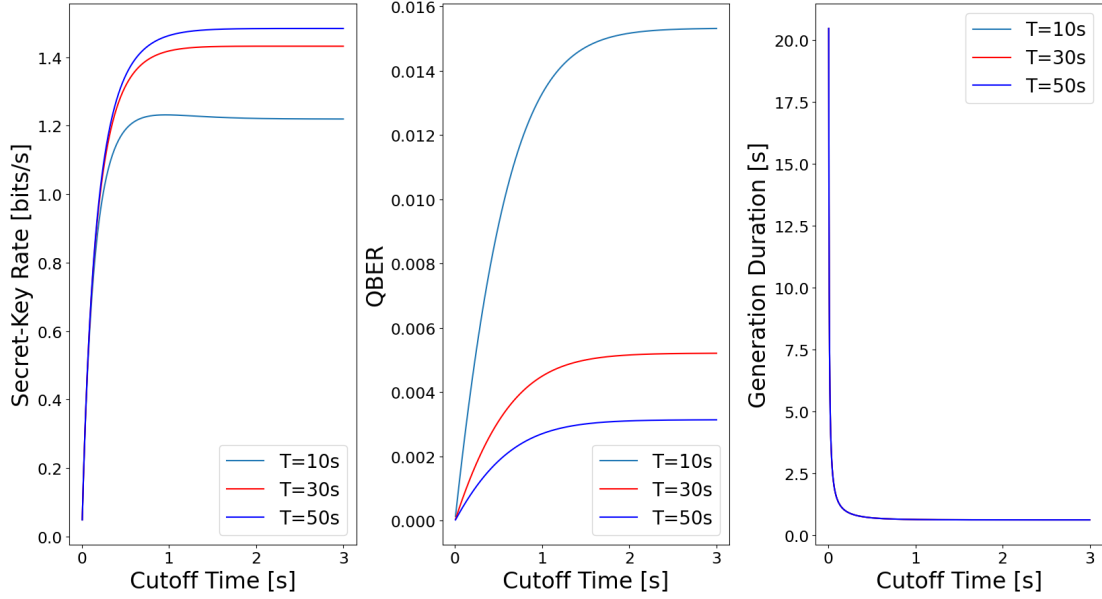 Secret-Key Rate [bits/s]
1.4
1.2
1.0
0.8
0.6
0.4
0.2
0.0
T=10s
T=30s
T=50s
0
1
2
3
Cutoff Time [s]
QBER
0.016
0.014
0.012
0.010
0.008
0.006
0.004
0.002
0.000
T=10s
T=30s
T=50s
0
1
2
3
Cutoff Time [s]
Generation Duration [s]
20.0
17.5
15.0
12.5
10.0
7.5
5.0
2.5
0.0
T=10s
T=30s
T=50s
0
1
2
3
Cutoff Time [s]